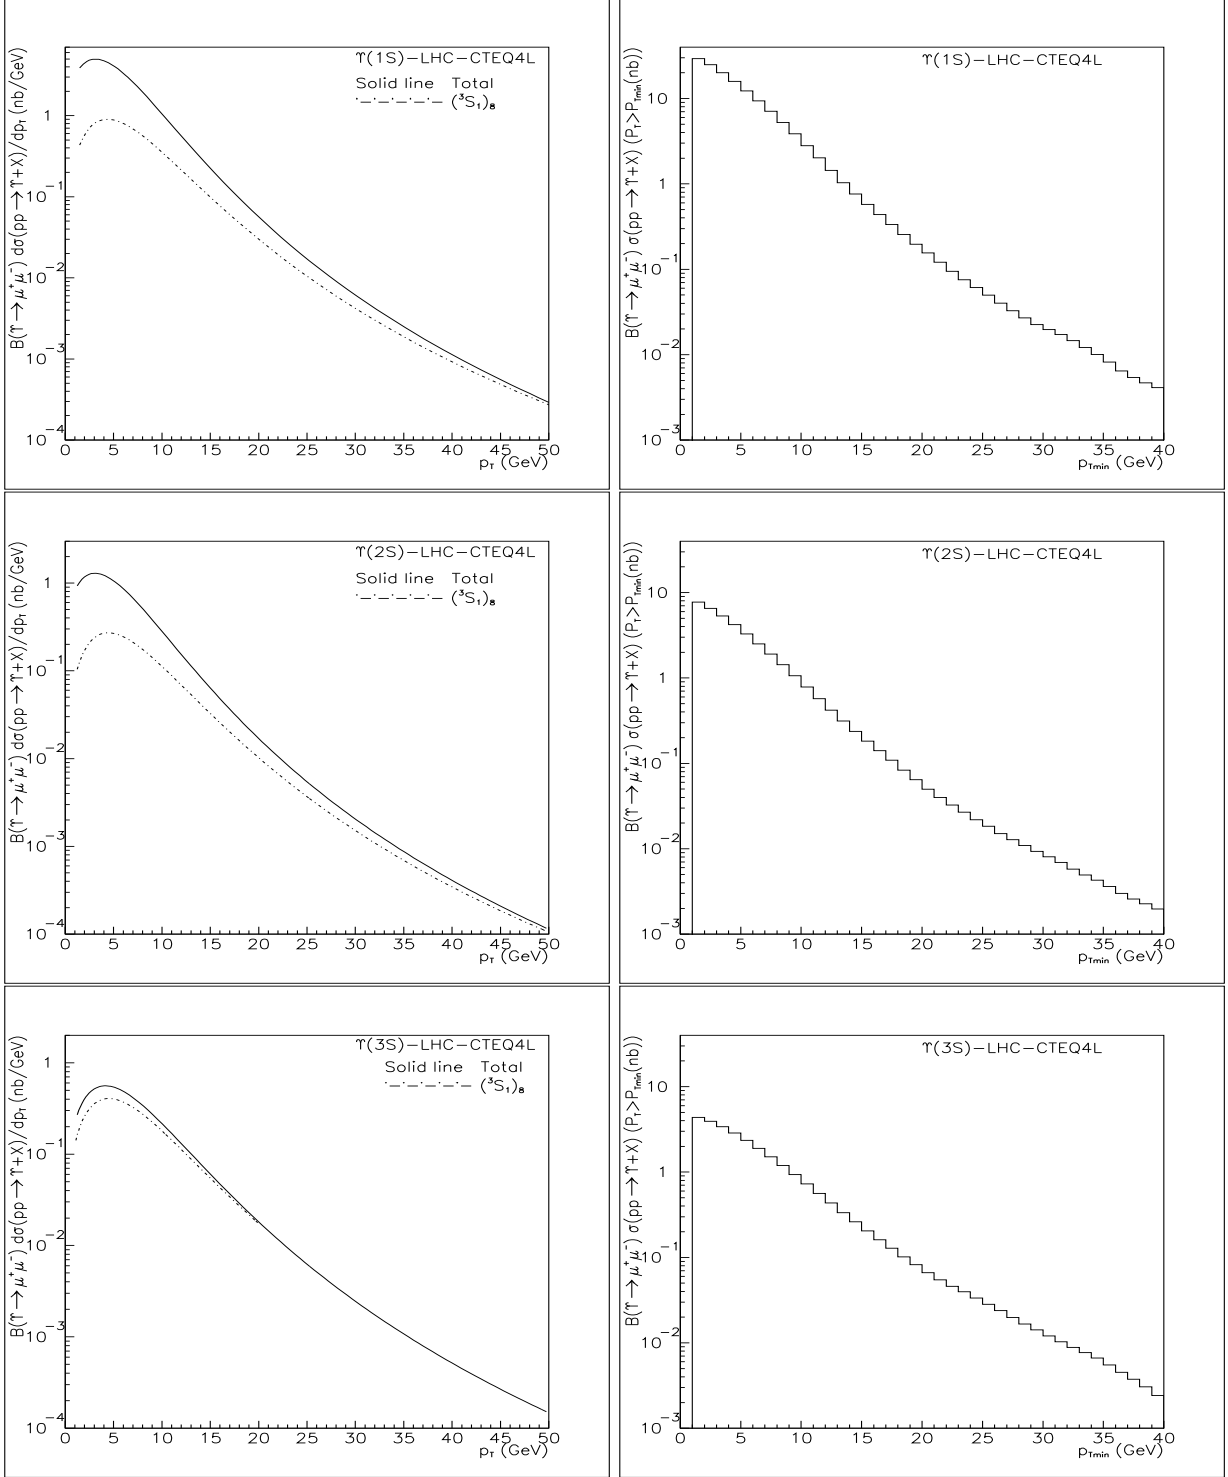 ϒ(1S)−LHC−CTEQ4L
Solid line Total
(³S₁)₈
B(ϒ→μ⁺μ⁻) dσ(pp→ϒ+X)/dp_T (nb/GeV)
1
10⁻¹
10⁻²
10⁻³
10⁻⁴
0 5 10 15 20 25 30 35 40 45 50
p_T (GeV)
ϒ(1S)−LHC−CTEQ4L
B(ϒ→μ⁺μ⁻) σ(pp→ϒ+X) (P_T>P_Tmin(nb))
10
1
10⁻¹
10⁻²
10⁻³
0 5 10 15 20 25 30 35 40
p_Tmin (GeV)
ϒ(2S)−LHC−CTEQ4L
Solid line Total
(³S₁)₈
B(ϒ→μ⁺μ⁻) dσ(pp→ϒ+X)/dp_T (nb/GeV)
1
10⁻¹
10⁻²
10⁻³
10⁻⁴
0 5 10 15 20 25 30 35 40 45 50
p_T (GeV)
ϒ(2S)−LHC−CTEQ4L
B(ϒ→μ⁺μ⁻) σ(pp→ϒ+X) (P_T>P_Tmin(nb))
10
1
10⁻¹
10⁻²
10⁻³
0 5 10 15 20 25 30 35 40
p_Tmin (GeV)
ϒ(3S)−LHC−CTEQ4L
Solid line Total
(³S₁)₈
B(ϒ→μ⁺μ⁻) dσ(pp→ϒ+X)/dp_T (nb/GeV)
1
10⁻¹
10⁻²
10⁻³
10⁻⁴
0 5 10 15 20 25 30 35 40 45 50
p_T (GeV)
ϒ(3S)−LHC−CTEQ4L
B(ϒ→μ⁺μ⁻) σ(pp→ϒ+X) (P_T>P_Tmin(nb))
10
1
10⁻¹
10⁻²
10⁻³
0 5 10 15 20 25 30 35 40
p_Tmin (GeV)